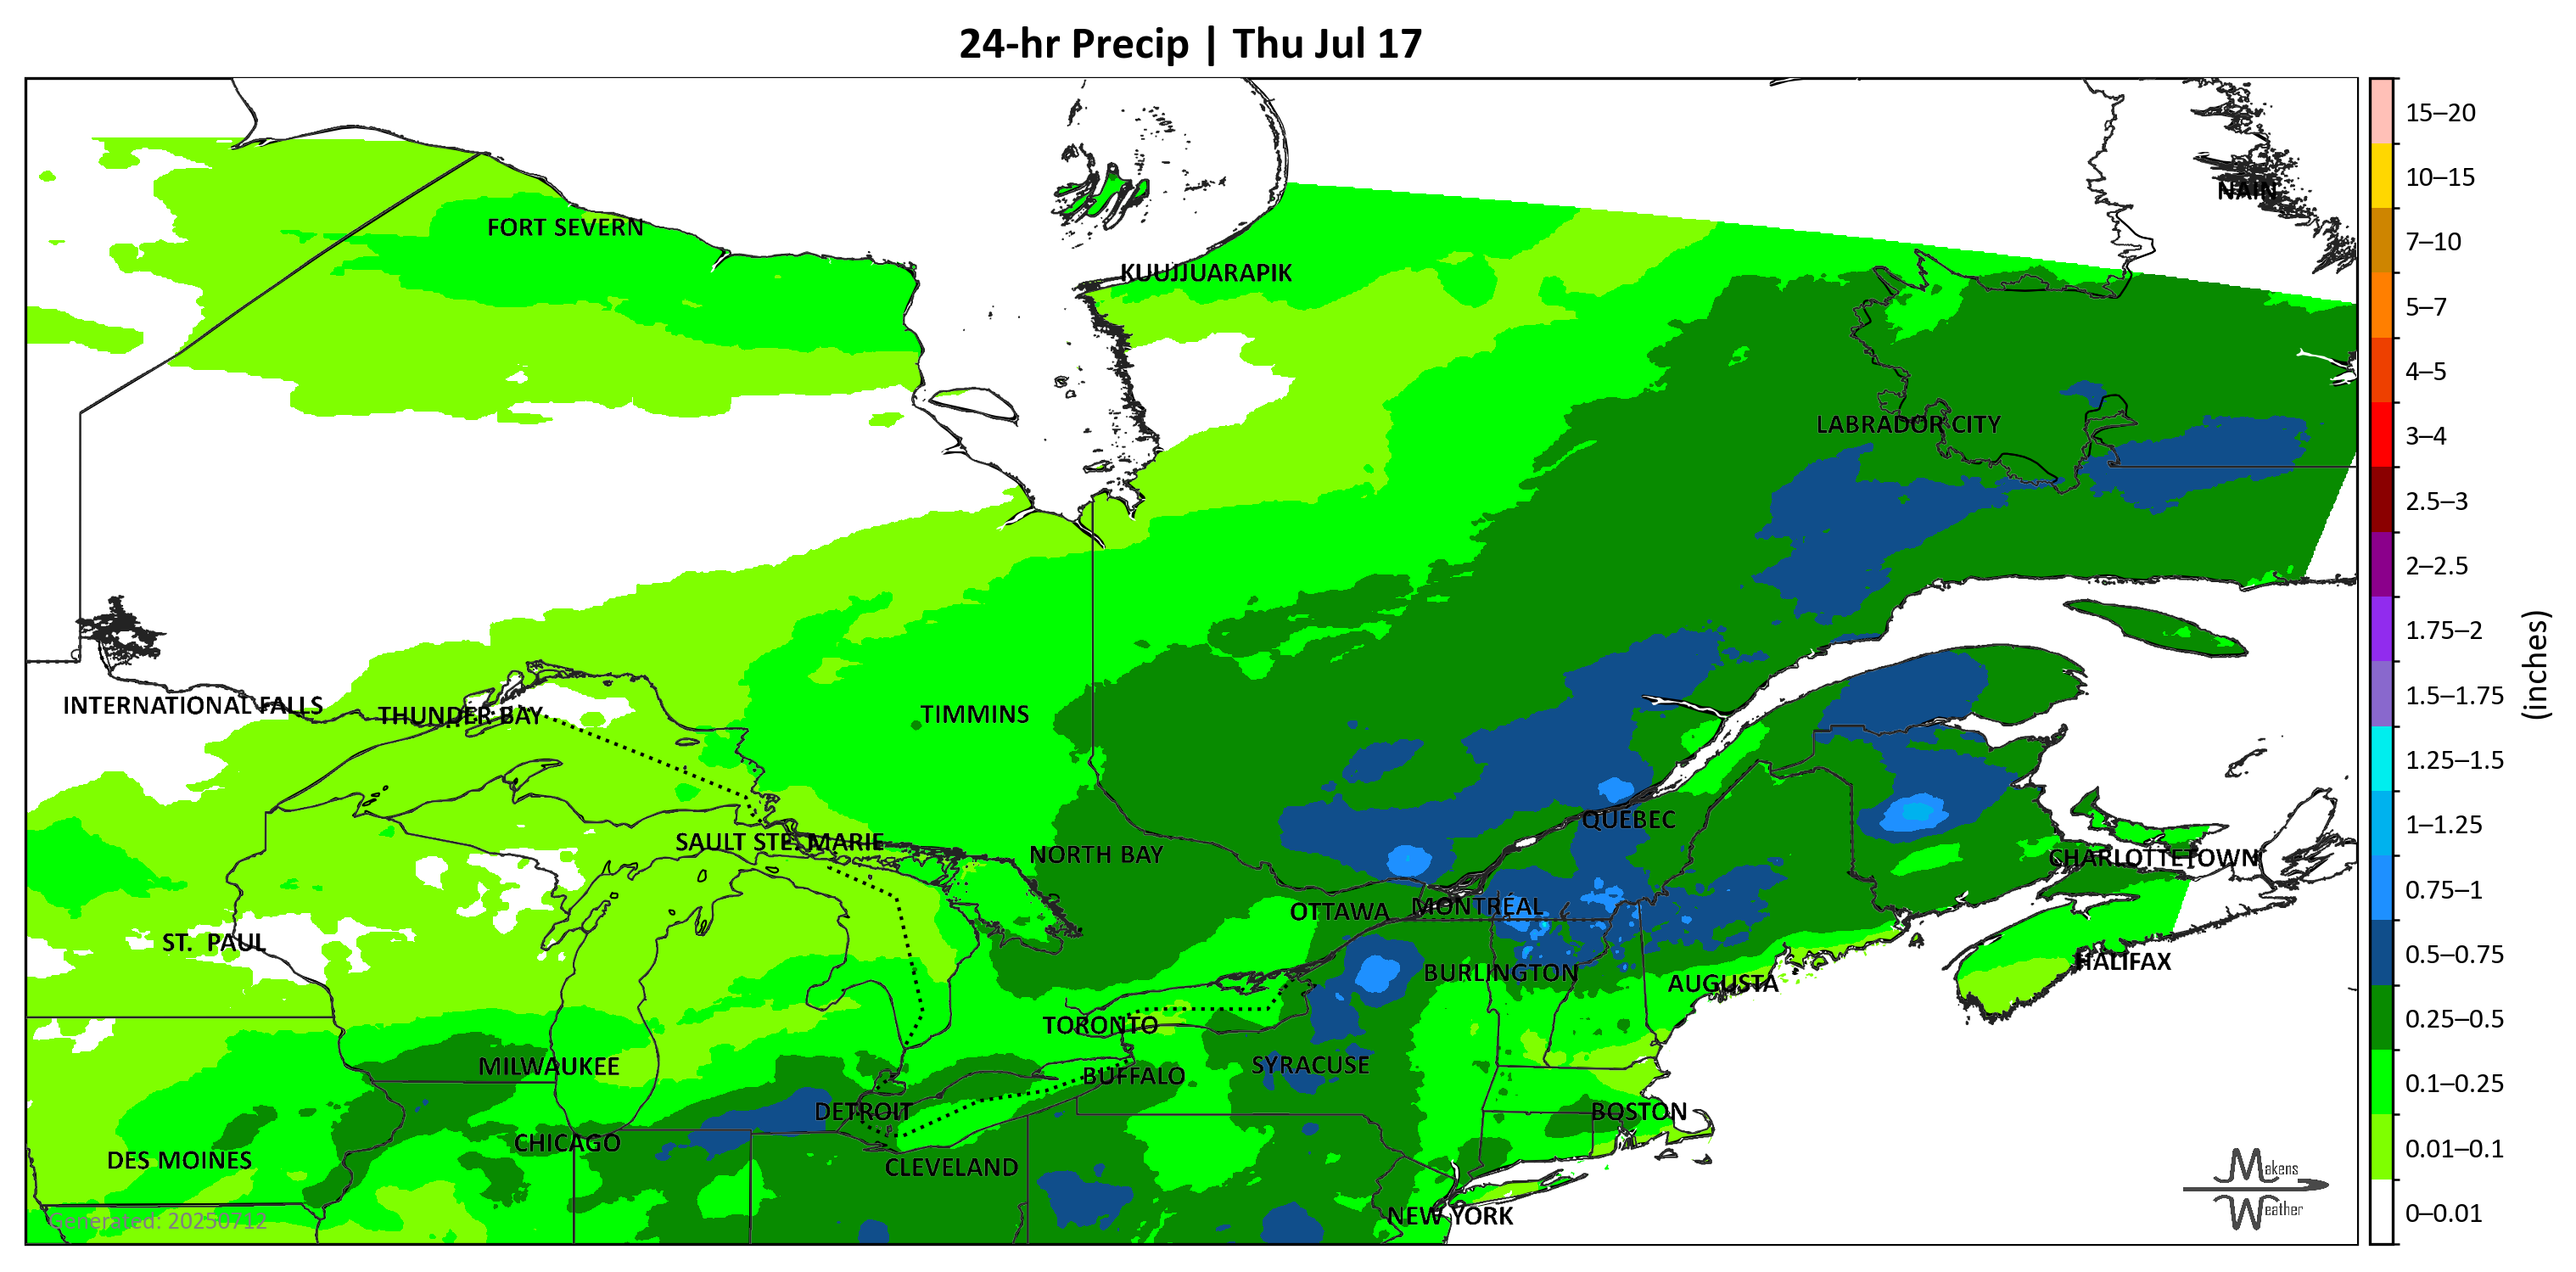 24-hr Precip | Thu Jul 17
15–20
10–15
7–10
5–7
4–5
3–4
2.5–3
2–2.5
1.75–2
1.5–1.75
1.25–1.5
1–1.25
0.75–1
0.5–0.75
0.25–0.5
0.1–0.25
0.01–0.1
0–0.01
(inches)
NAIN
FORT SEVERN
KUUJJUARAPIK
LABRADOR CITY
INTERNATIONAL FALLS
THUNDER BAY
TIMMINS
QUEBEC
SAULT STE. MARIE
NORTH BAY
CHARLOTTETOWN
OTTAWA
MONTRÉAL
ST. PAUL
HALIFAX
BURLINGTON
AUGUSTA
TORONTO
MILWAUKEE
SYRACUSE
BUFFALO
DETROIT
BOSTON
CHICAGO
DES MOINES
CLEVELAND
NEW YORK
Generated: 20250712
Makens
Weather